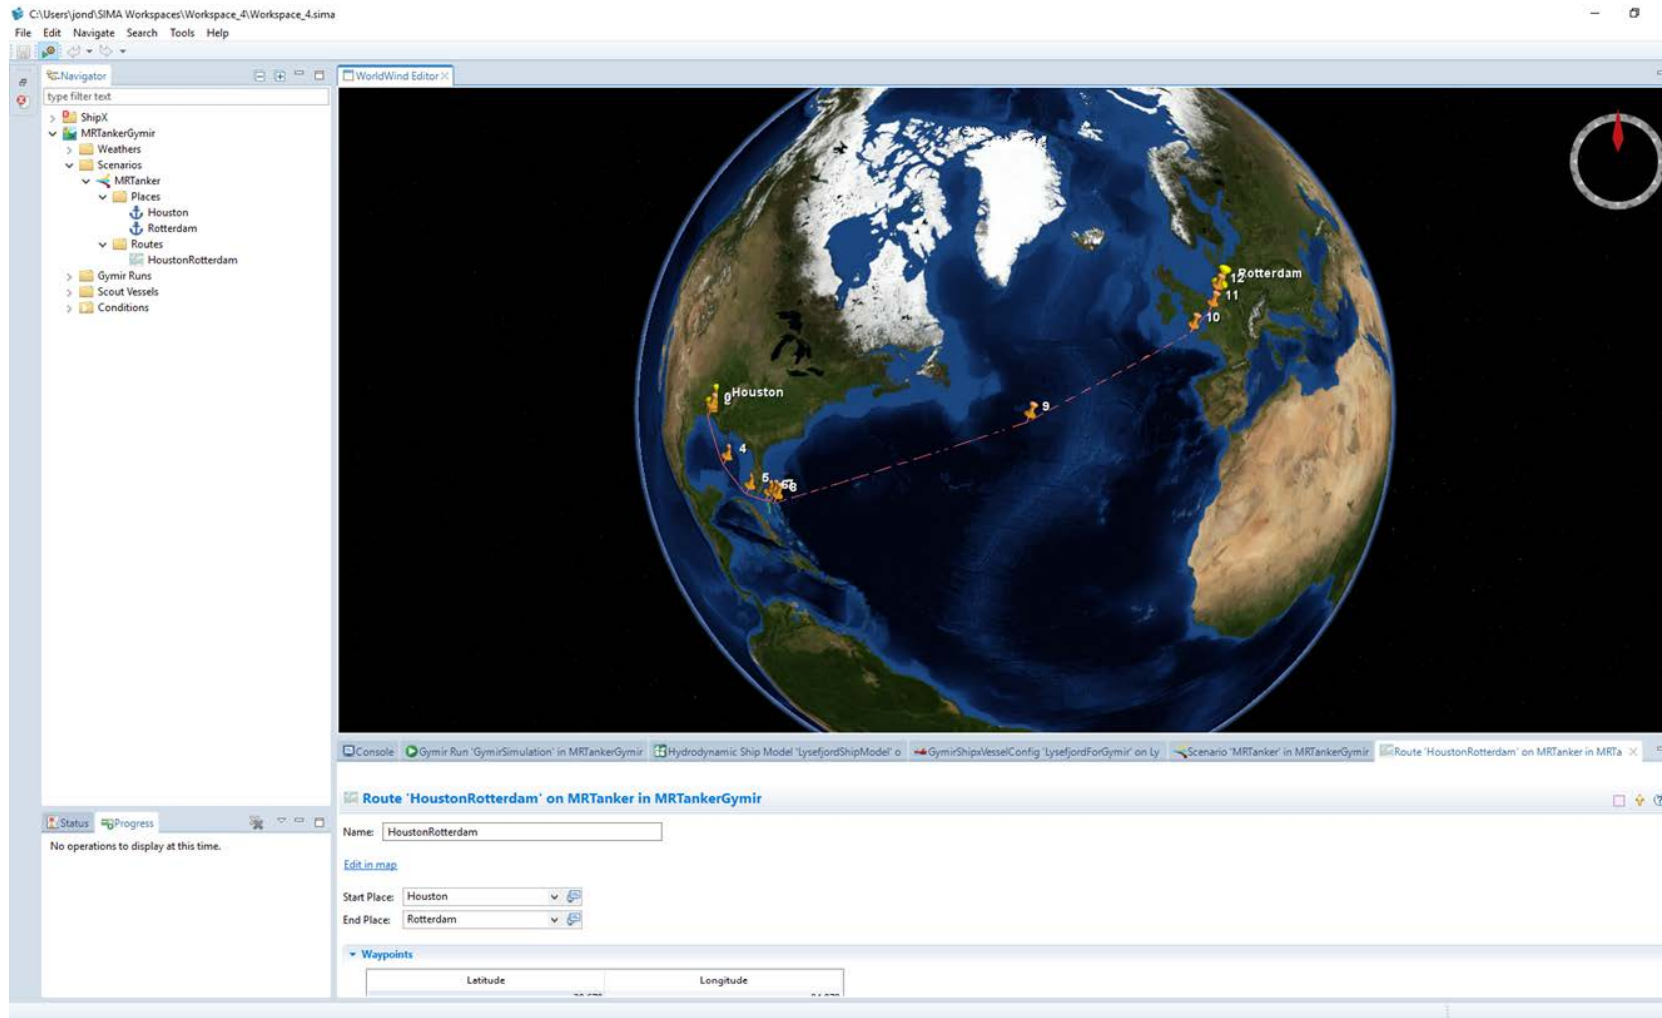 C:\Users\jond\SIMA Workspaces\Workspace_4\Workspace_4.sima
File Edit Navigate Search Tools Help
Navigator
type filter text
ShipX
MRTankerGymir
Weathers
Scenarios
MRTanker
Places
Houston
Rotterdam
Routes
HoustonRotterdam
Gymir Runs
Scout Vessels
Conditions
WorldWind Editor
Rotterdam
12
11
10
9
Houston
4
5
8
Status Progress
No operations to display at this time.
Console Gymir Run 'GymirSimulation' in MRTankerGymir Hydrodynamic Ship Model 'LysefjordShipModel' o GymirShipxVesselConfig 'LysefjordForGymir' on Ly Scenario 'MRTanker' in MRTankerGymir Route 'HoustonRotterdam' on MRTanker in MRTa
Route 'HoustonRotterdam' on MRTanker in MRTankerGymir
Name: HoustonRotterdam
Edit in map
Start Place: Houston
End Place: Rotterdam
Waypoints
Latitude Longitude